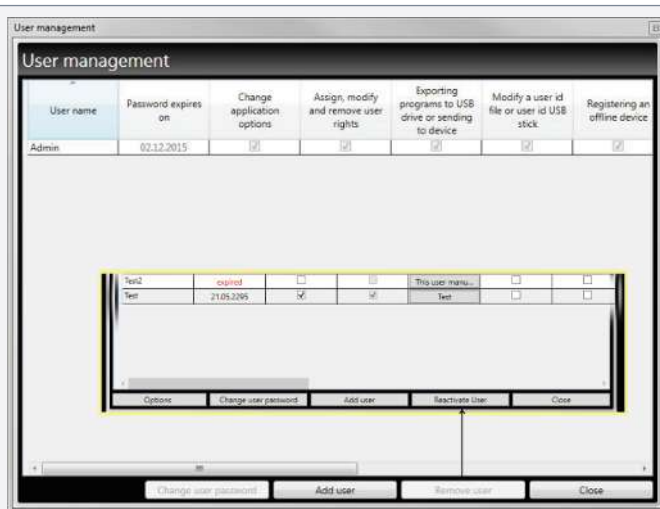 User management
User management
User name
Password expires
on
Change
application
options
Assign, modify
and remove user
rights
Exporting
programs to USB
drive or sending
to device
Modify a user id
file or user id USB
stick
Registering an
offline device
Admin 02.12.2015
Test2 expired This user manu...
Test 21.05.2295 Test
Options Change user password Add user Reactivate User Close
Change user password Add user Remove user Close